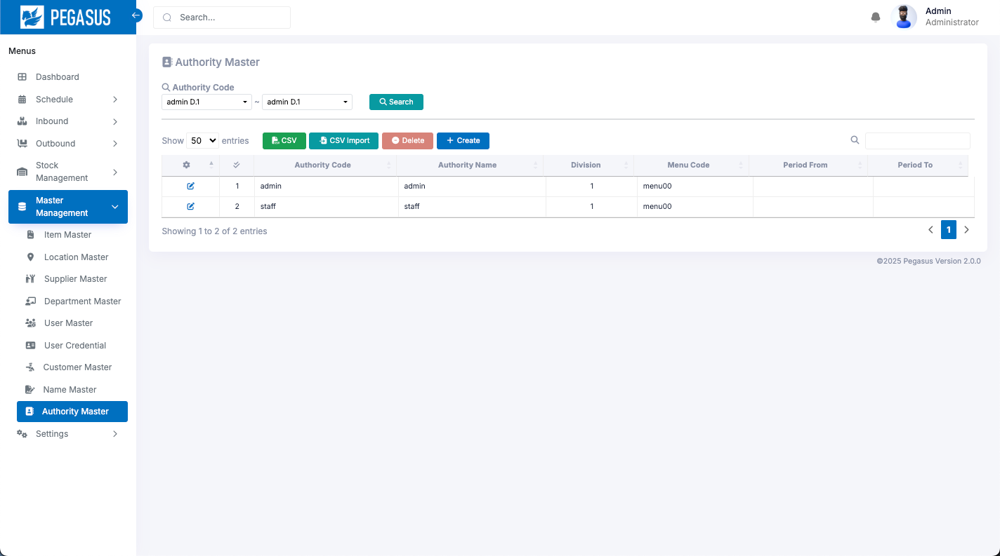 PEGASUS
Search...
Admin
Administrator
Menus
Dashboard
Schedule
Inbound
Outbound
Stock
Management
Master
Management
Item Master
Location Master
Supplier Master
Department Master
User Master
User Credential
Customer Master
Name Master
Authority Master
Settings
Authority Master
Authority Code
admin D.1 ~ admin D.1 Search
Show 50 entries CSV CSV Import Delete Create
Authority Code Authority Name Division Menu Code Period From Period To
1 admin admin 1 menu00
2 staff staff 1 menu00
Showing 1 to 2 of 2 entries 1
©2025 Pegasus Version 2.0.0